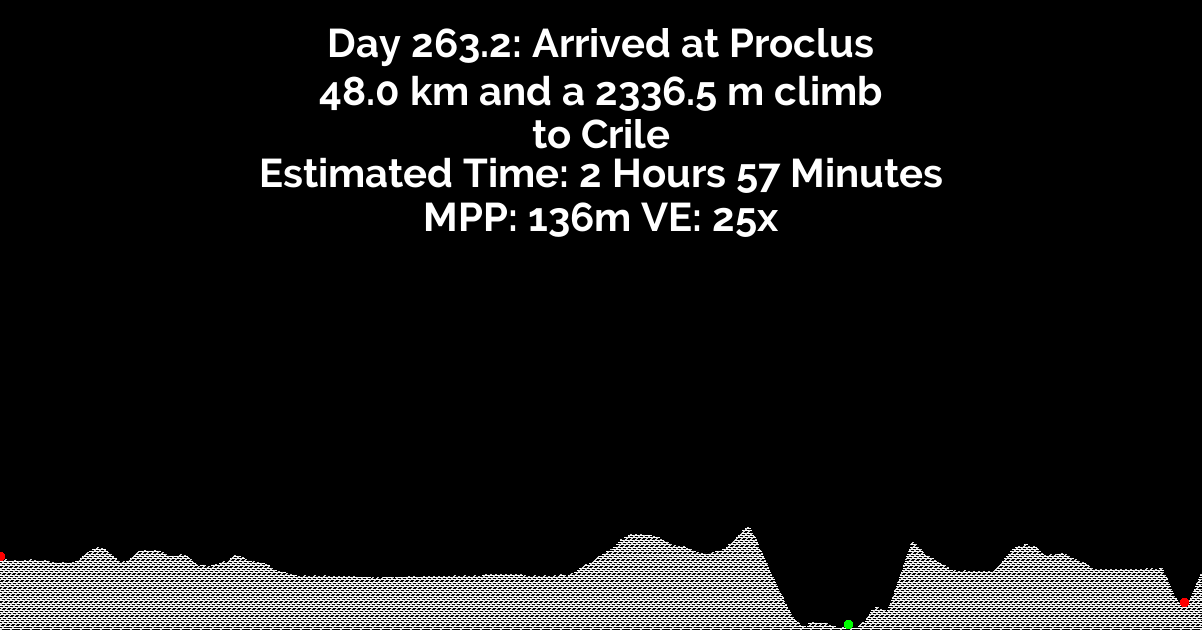 Day 263.2: Arrived at Proclus
48.0 km and a 2336.5 m climb
to Crile
Estimated Time: 2 Hours 57 Minutes
MPP: 136m VE: 25x